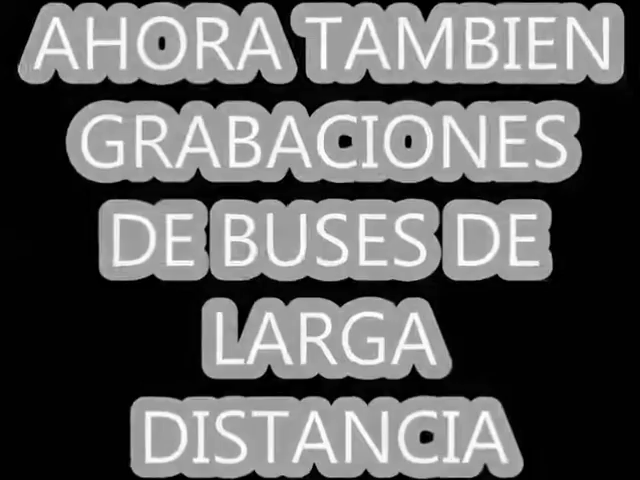 AHORA TAMBIEN
GRABACIONES
DE BUSES DE
LARGA
DISTANCIA